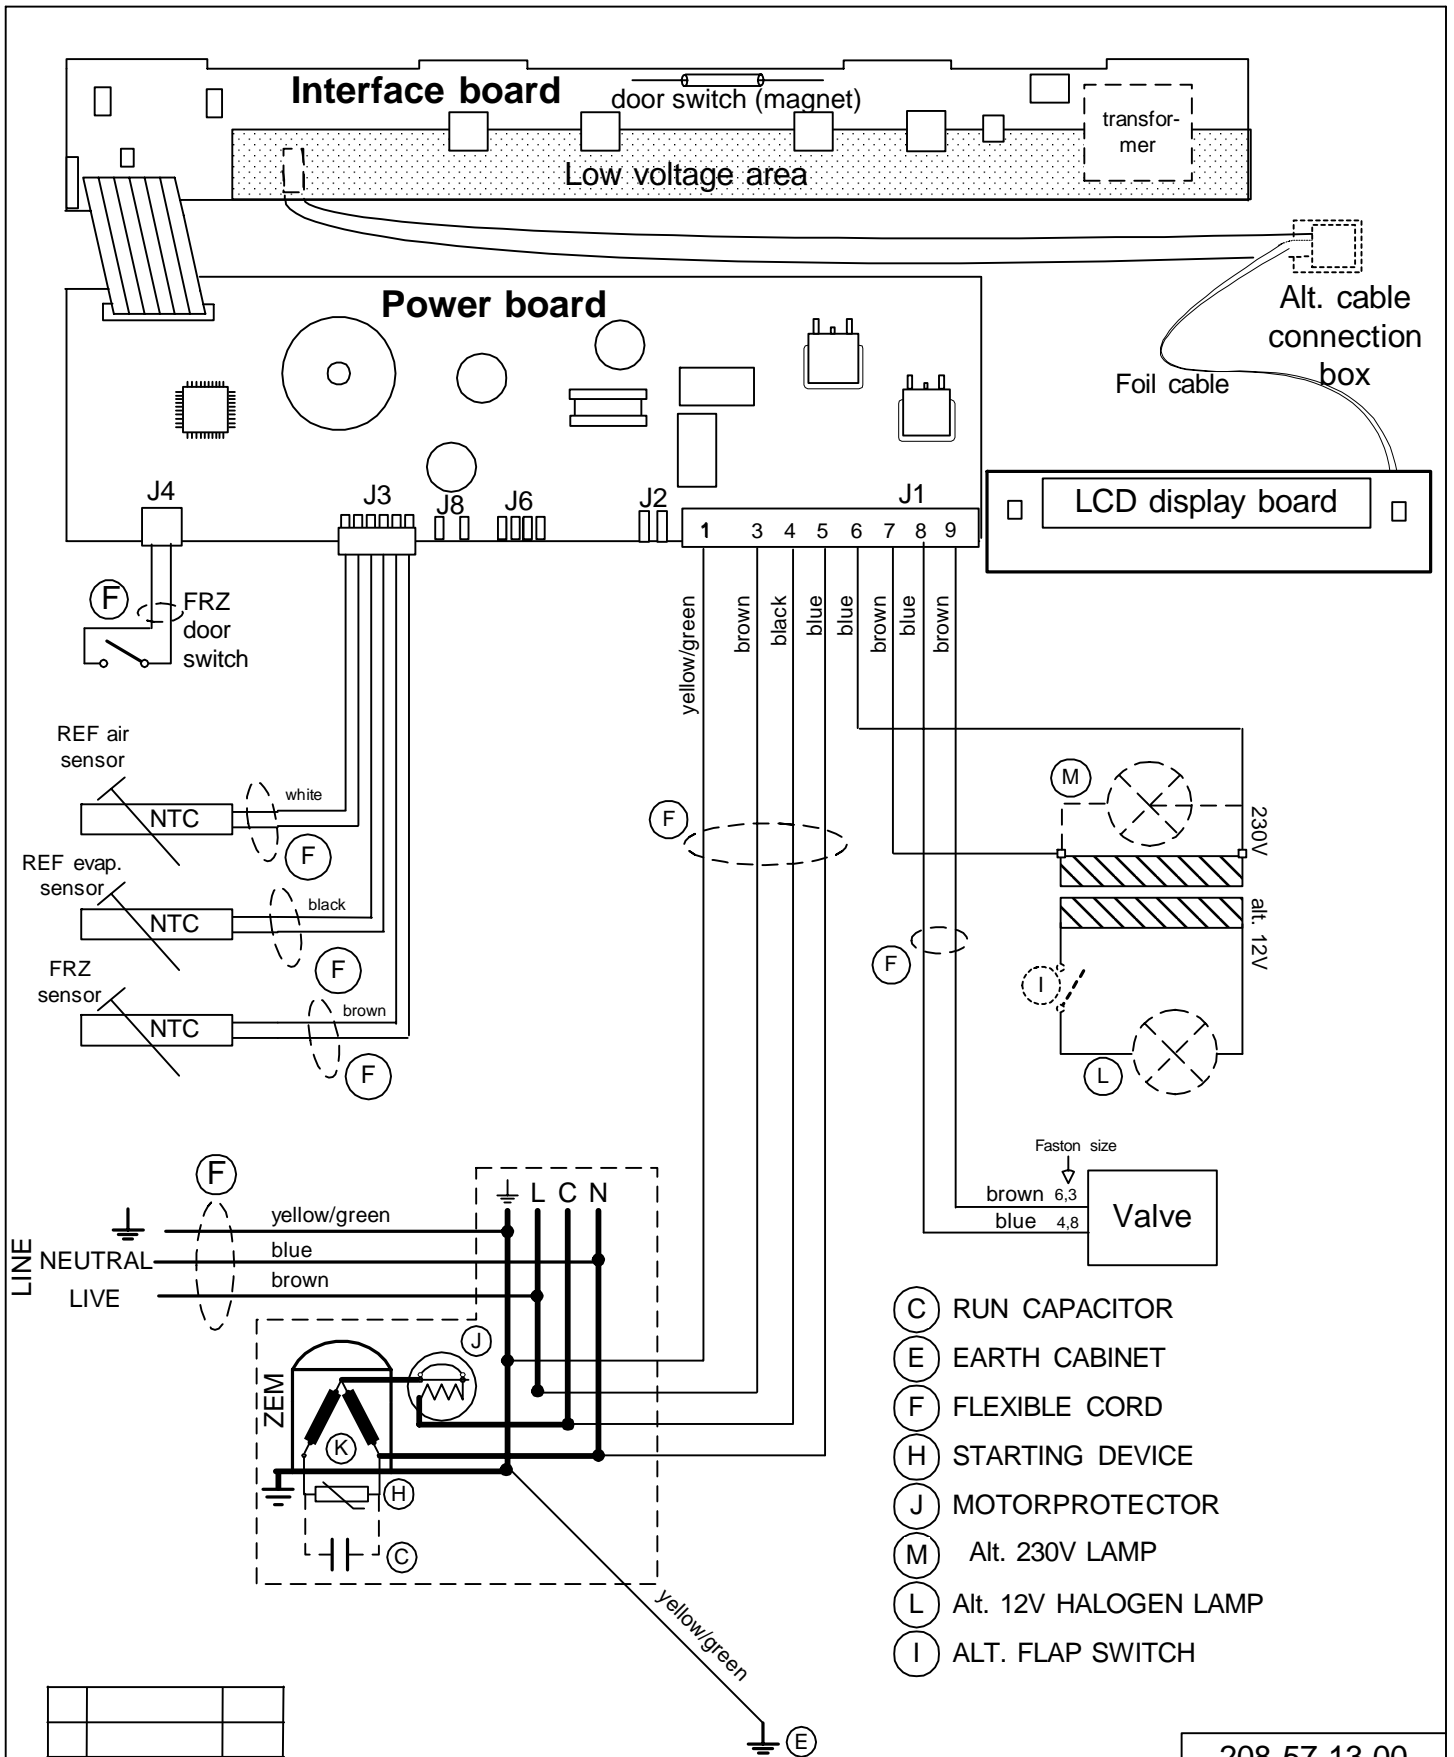 Interface board
door switch (magnet)
transfor-
mer
Low voltage area
Power board
Alt. cable
connection
box
Foil cable
LCD display board
J4
J3
J8
J6
J2
J1
1 3 4 5 6 7 8 9
F
FRZ
door
switch
yellow/green
brown
black
blue
blue
brown
blue
brown
REF air
sensor
NTC
white
F
REF evap.
sensor
NTC
black
F
FRZ
sensor
NTC
brown
F
F
F
M
230V
alt. 12V
I
L
Faston size
brown 6,3
blue 4,8
Valve
F
L C N
LINE
yellow/green
NEUTRAL
blue
LIVE
brown
J
ZEM
K
H
C
yellow/green
E
C RUN CAPACITOR
E EARTH CABINET
F FLEXIBLE CORD
H STARTING DEVICE
J MOTORPROTECTOR
M Alt. 230V LAMP
L Alt. 12V HALOGEN LAMP
I ALT. FLAP SWITCH
208 57 13 00